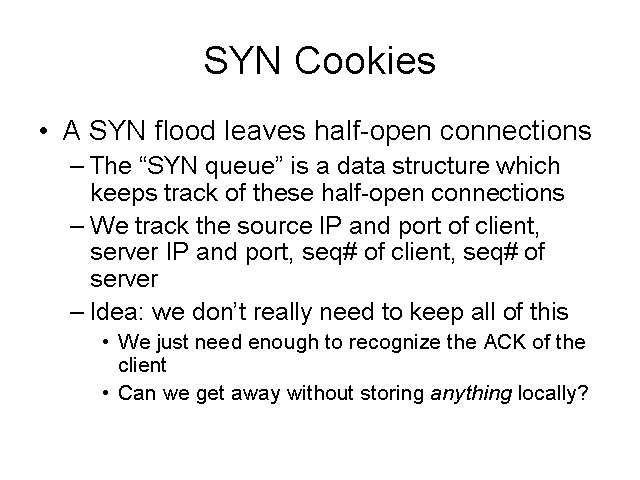 SYN Cookies
• A SYN flood leaves half-open connections
– The “SYN queue” is a data structure which
keeps track of these half-open connections
– We track the source IP and port of client,
server IP and port, seq# of client, seq# of
server
– Idea: we don’t really need to keep all of this
• We just need enough to recognize the ACK of the
client
• Can we get away without storing anything locally?